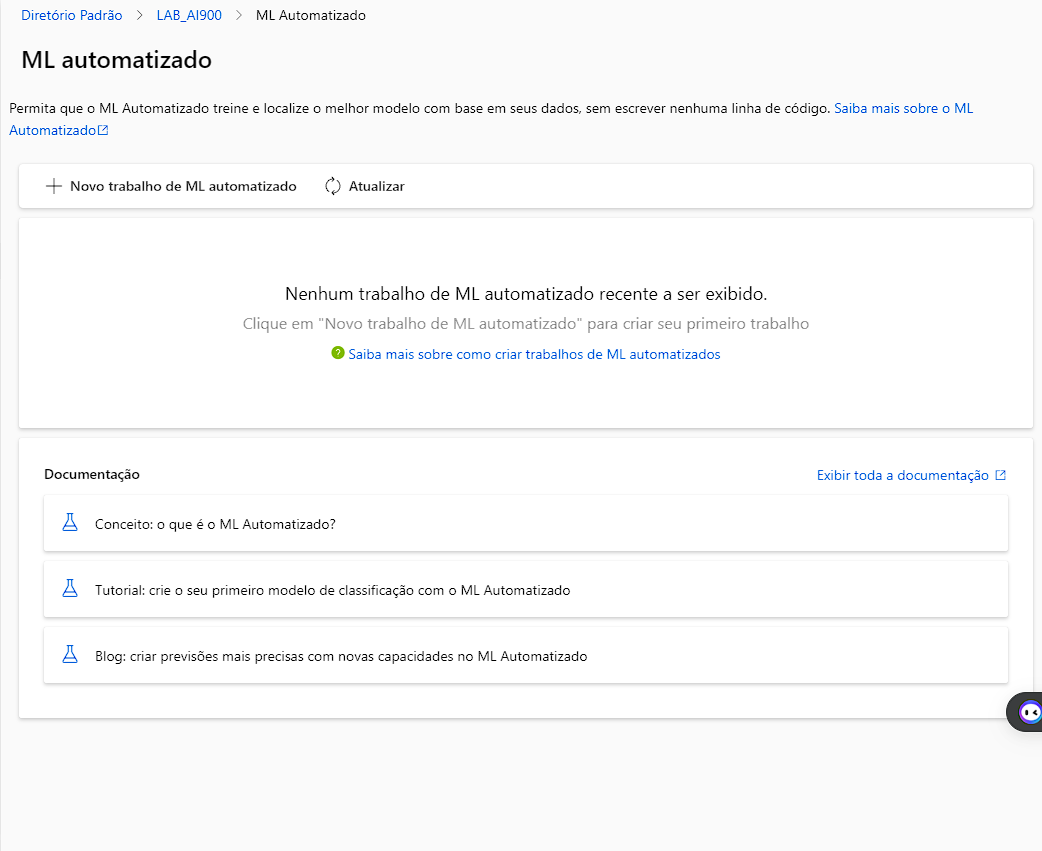 Diretório Padrão > LAB_AI900 > ML Automatizado
ML automatizado
Permita que o ML Automatizado treine e localize o melhor modelo com base em seus dados, sem escrever nenhuma linha de código. Saiba mais sobre o ML
Automatizado
Novo trabalho de ML automatizado Atualizar
Nenhum trabalho de ML automatizado recente a ser exibido.
Clique em "Novo trabalho de ML automatizado" para criar seu primeiro trabalho
Saiba mais sobre como criar trabalhos de ML automatizados
Documentação Exibir toda a documentação
Conceito: o que é o ML Automatizado?
Tutorial: crie o seu primeiro modelo de classificação com o ML Automatizado
Blog: criar previsões mais precisas com novas capacidades no ML Automatizado